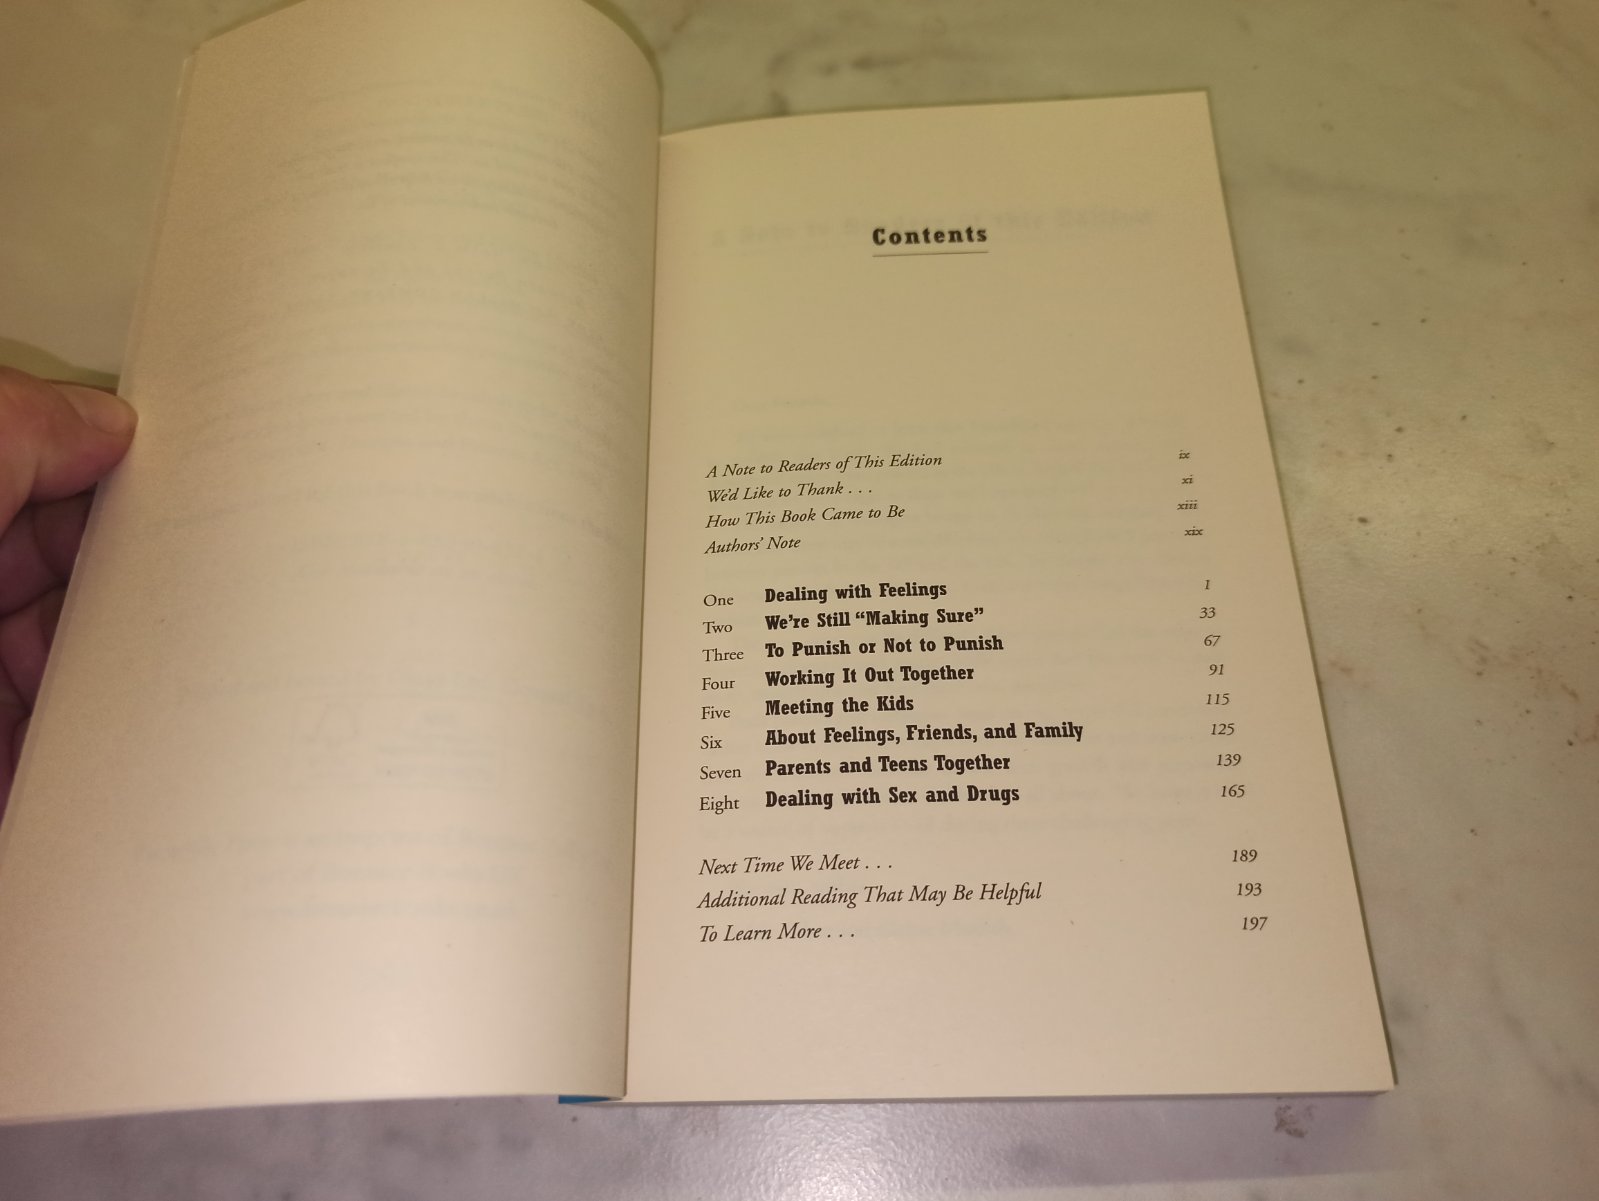 Contents
A Note to Readers of This Edition ix
We'd Like to Thank . . . xi
How This Book Came to Be xiii
Authors' Note xix
One Dealing with Feelings 1
Two We're Still “Making Sure” 33
Three To Punish or Not to Punish 67
Four Working It Out Together 91
Five Meeting the Kids 115
Six About Feelings, Friends, and Family 125
Seven Parents and Teens Together 139
Eight Dealing with Sex and Drugs 165
Next Time We Meet . . . 189
Additional Reading That May Be Helpful 193
To Learn More . . . 197